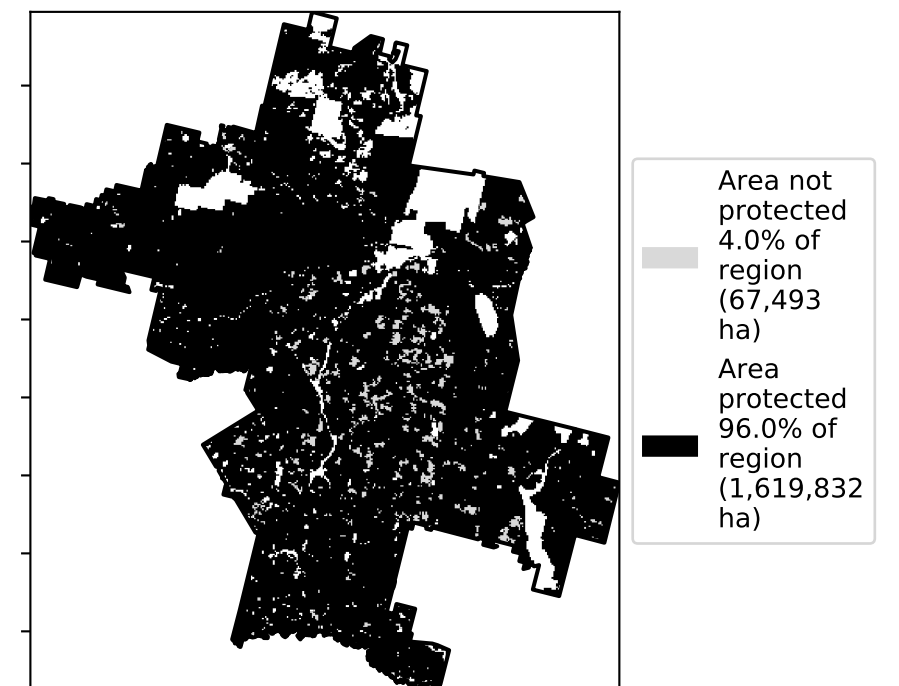 Area not
protected
4.0% of
region
(67,493
ha)
Area
protected
96.0% of
region
(1,619,832
ha)